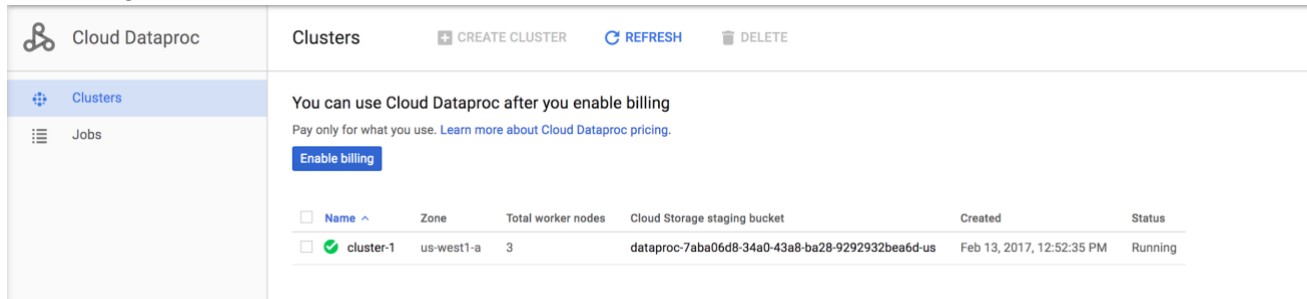 Cloud Dataproc
Clusters CREATE CLUSTER REFRESH DELETE
Clusters
Jobs
You can use Cloud Dataproc after you enable billing
Pay only for what you use. Learn more about Cloud Dataproc pricing.
Enable billing
Name Zone Total worker nodes Cloud Storage staging bucket Created Status
cluster-1 us-west1-a 3 dataproc-7aba06d8-34a0-43a8-ba28-9292932bea6d-us Feb 13, 2017, 12:52:35 PM Running